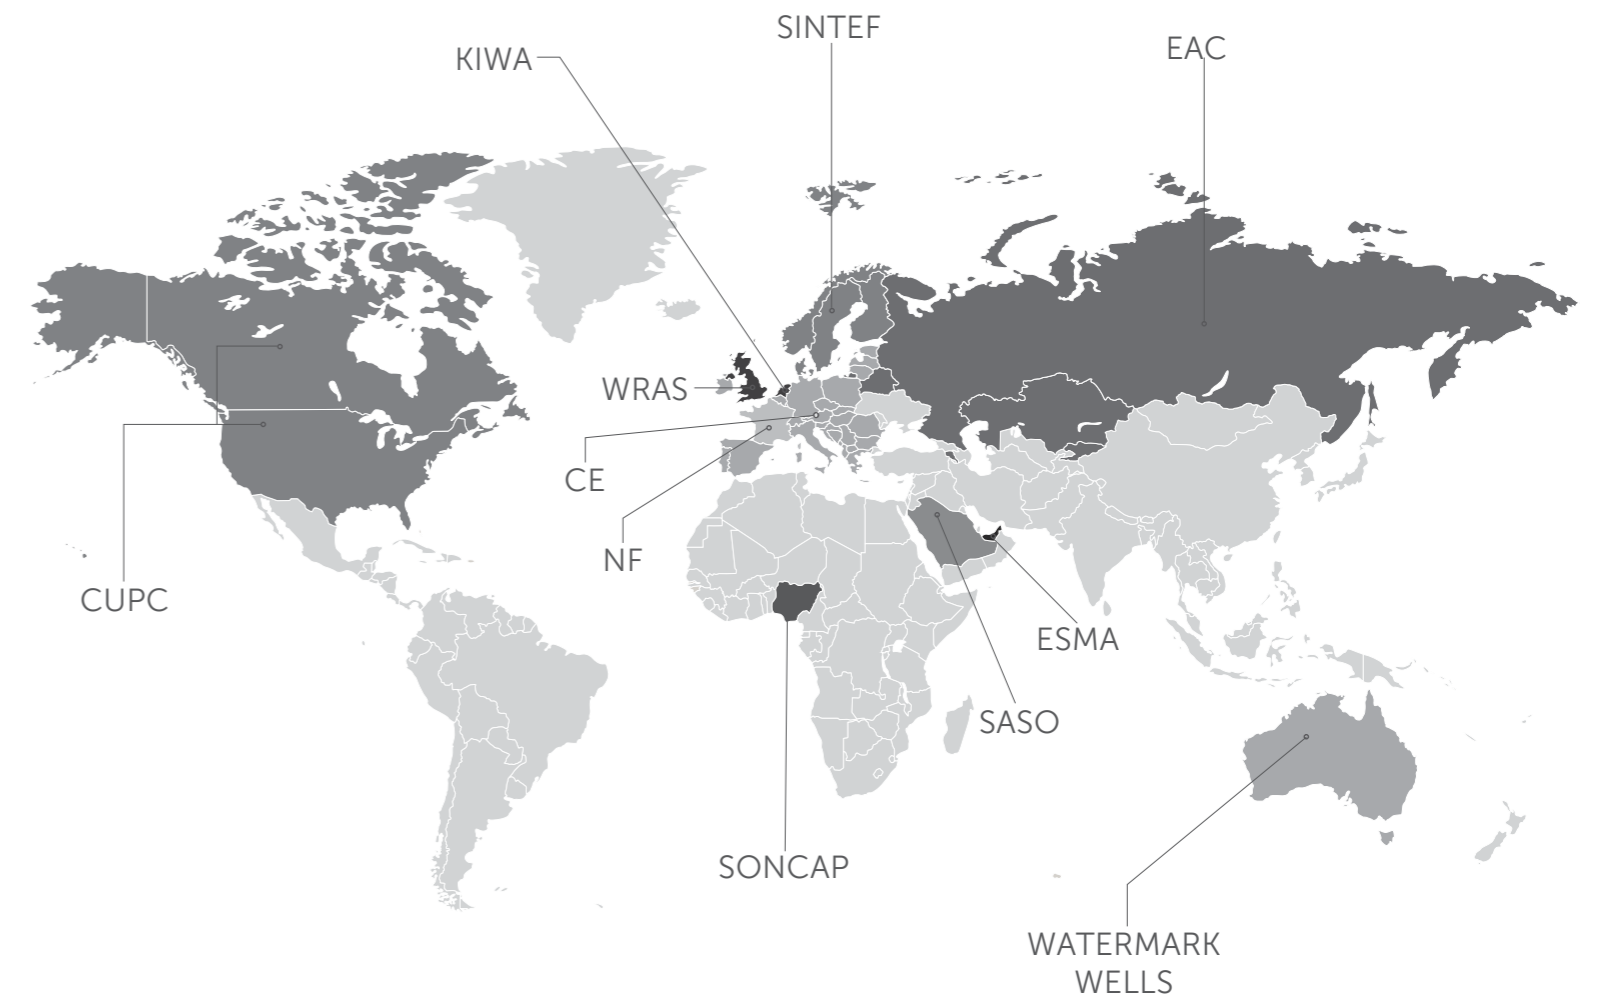 SINTEF
EAC
KIWA
WRAS
CE
NF
CUPC
ESMA
SASO
SONCAP
WATERMARK
WELLS